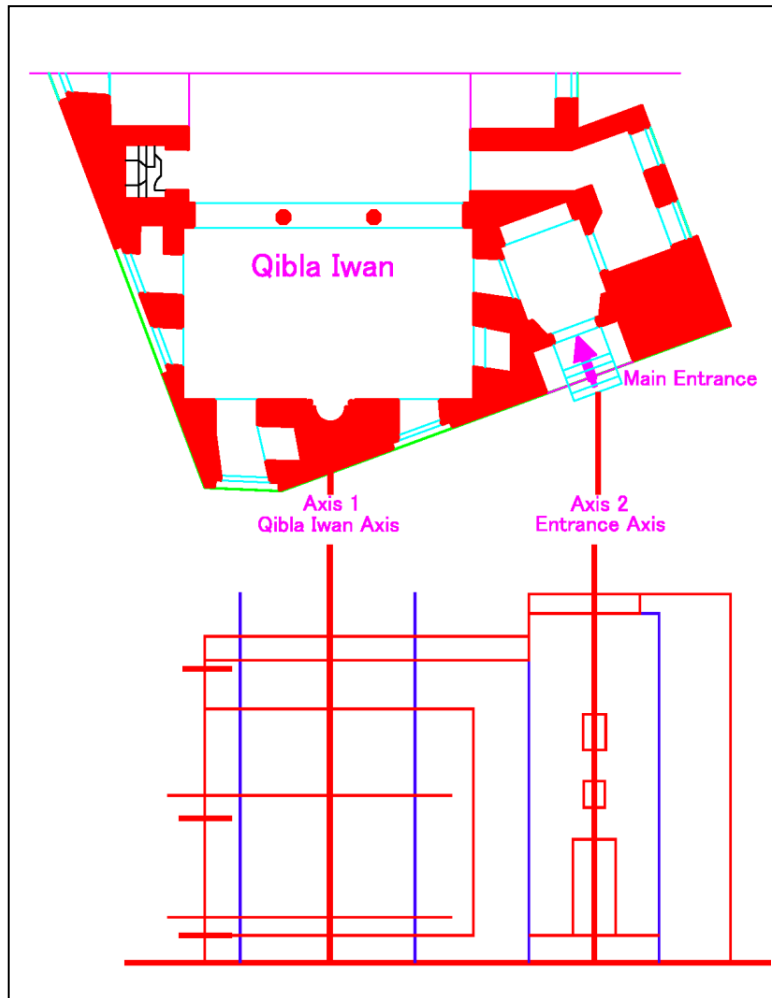 Qibla Iwan
Main Entrance
Axis 1
Qibla Iwan Axis
Axis 2
Entrance Axis